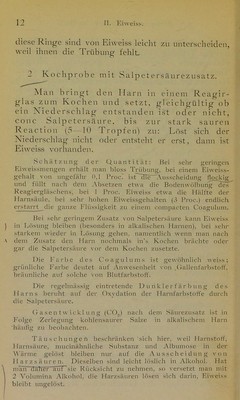 12 II. Eiweiss.
diese Ringe sind von Eiweiss leicht zu unterscheiden,
weil ihnen die Trübung fehlt.
2 Kochprobe mit Salpetersäurezusatz.
Man bringt den Harn in einem Reagir-
glas zum Kochen und setzt, gleichgültig ob
ein Niederschlag entstanden ist oder nicht,
conc Salpetersäure, bis zur stark sauren
Reaction (5—10 Tropfen) zu: Löst sich der
Niederschlag nicht oder entsteht er erst, dann ist
Eiweiss vorhanden.
Schätzung der Quantität: Bei sehr geringen
Eiweissmengen erhält man bloss Trübung, bei einem Eiweiss-
gehalt von ungefähr 0,1 Proc. ist die Ausscheidung flockig
und füllt nach dem Absetzen etwa die Bodenwölbung des
Reagirgläschens, bei 1 Proc. Eiweiss etwa die Hälfte der
Harnsäule, bei sehr hohen Eiweissgehalten (3 Proc.) endlich
erstarrt die ganze Flüssigkeit zu einem compacten Coagulum.
Bei sehr geringem Zusatz von Salpetersäure kann Eiweiss
in Lösung bleiben (besonders in alkalischen Harnen), bei sehr
starkem wieder in Lösung gehen, namentlich wenn man nach
dem Zusatz den Harn nochmals in's Kochen brächte oder
gar die Salpetersäure vor dem Kochen zusetzte.
Die Farbe des Coagulums ist gewöhnlich weiss;
grünliche Farbe deutet auf Anwesenheit von Gallenfarbstoff,
bräunliche auf solche von Blutfarbstoff.
Die regelmässig eintretende Dunklerfärbung des
Harns beruht auf der Oxydation der Harnfarbstoffe durch
die Salpetersäure.
Gasentwicklung (CO₂) nach dem Säurezusatz ist in
Folge Zerlegung kohlensaurer Salze in alkalischem Harn
häufig zu beobachten.
Täuschungen beschränken sich hier, weil Harnstoff,
Harnsäure, mucinähnliche Substanz und Albumose in der
Wärme gelöst bleiben nur auf die Ausscheidung von
Harzsäuren. Dieselben sind leicht löslich in Alkohol. Hat
man daher auf sie Rücksicht zu nehmen, so versetzt man mit
2 Volumina Alkohol, die Harzsäuren lösen sich darin, Eiweiss
bleibt ungelöst.